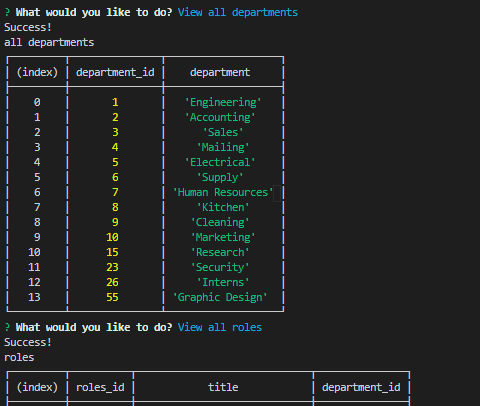 ? What would you like to do? View all departments
Success!
all departments
(index) department_id department
0 1 'Engineering'
1 2 'Accounting'
2 3 'Sales'
3 4 'Mailing'
4 5 'Electrical'
5 6 'Supply'
6 7 'Human Resources'
7 8 'Kitchen'
8 9 'Cleaning'
9 10 'Marketing'
10 15 'Research'
11 23 'Security'
12 26 'Interns'
13 55 'Graphic Design'
? What would you like to do? View all roles
Success!
roles
(index) roles_id title department_id